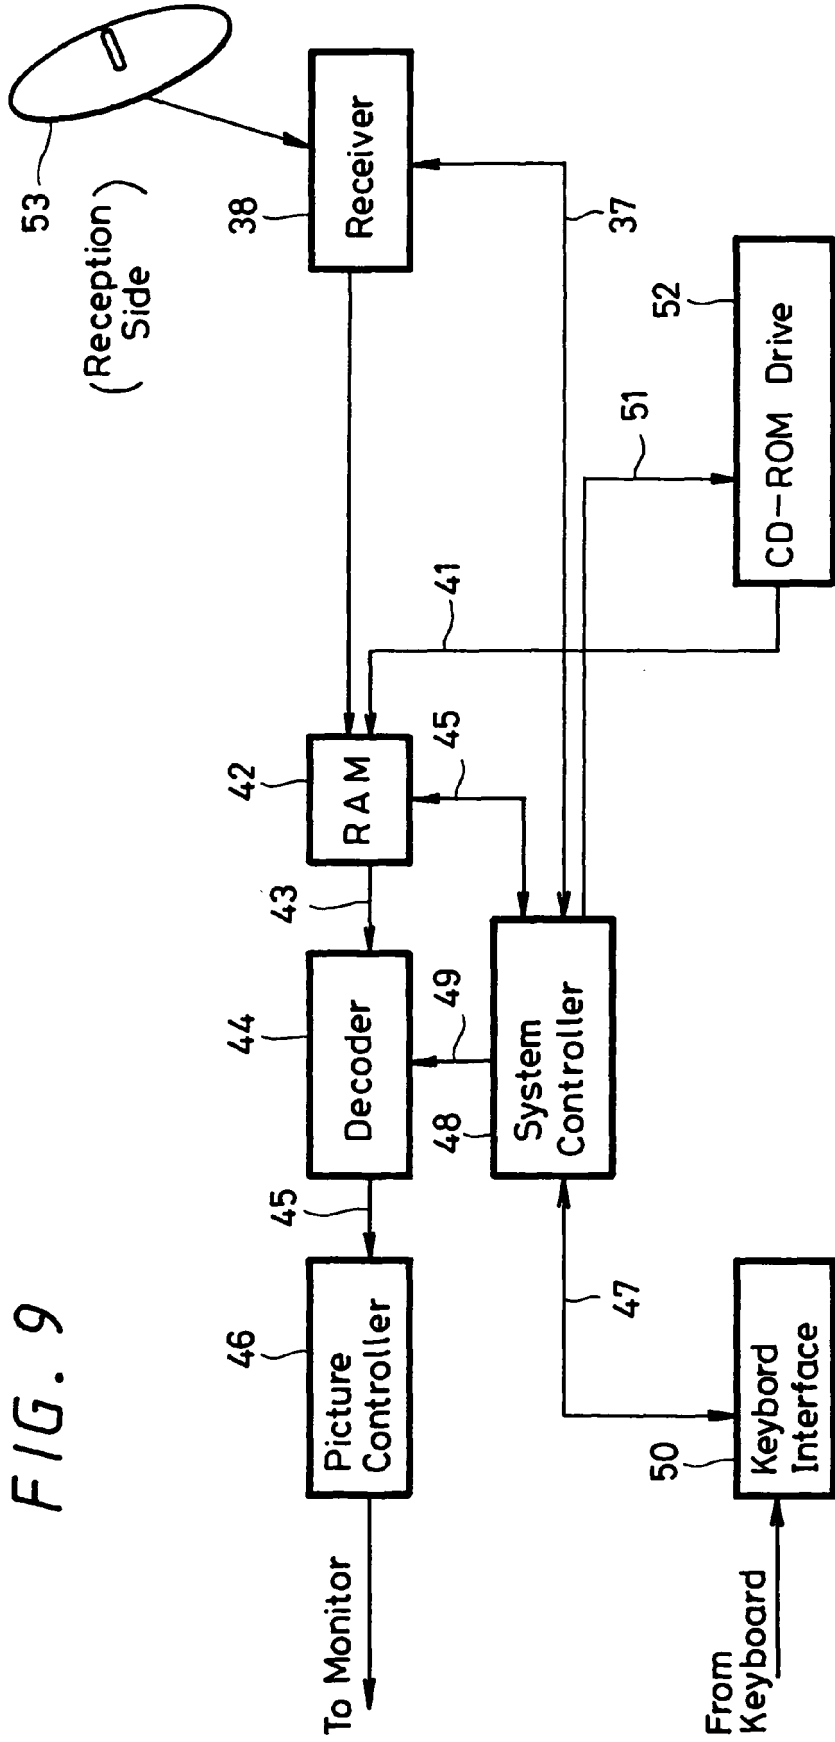 FIG. 9
(Reception
Side)
53
38
Receiver
37
42
RAM
41
45
51
52
CD-ROM Drive
43
44
Decoder
49
48
System
Controller
45
46
Picture
Controller
47
50
Keybord
Interface
To Monitor
From
Keyboard